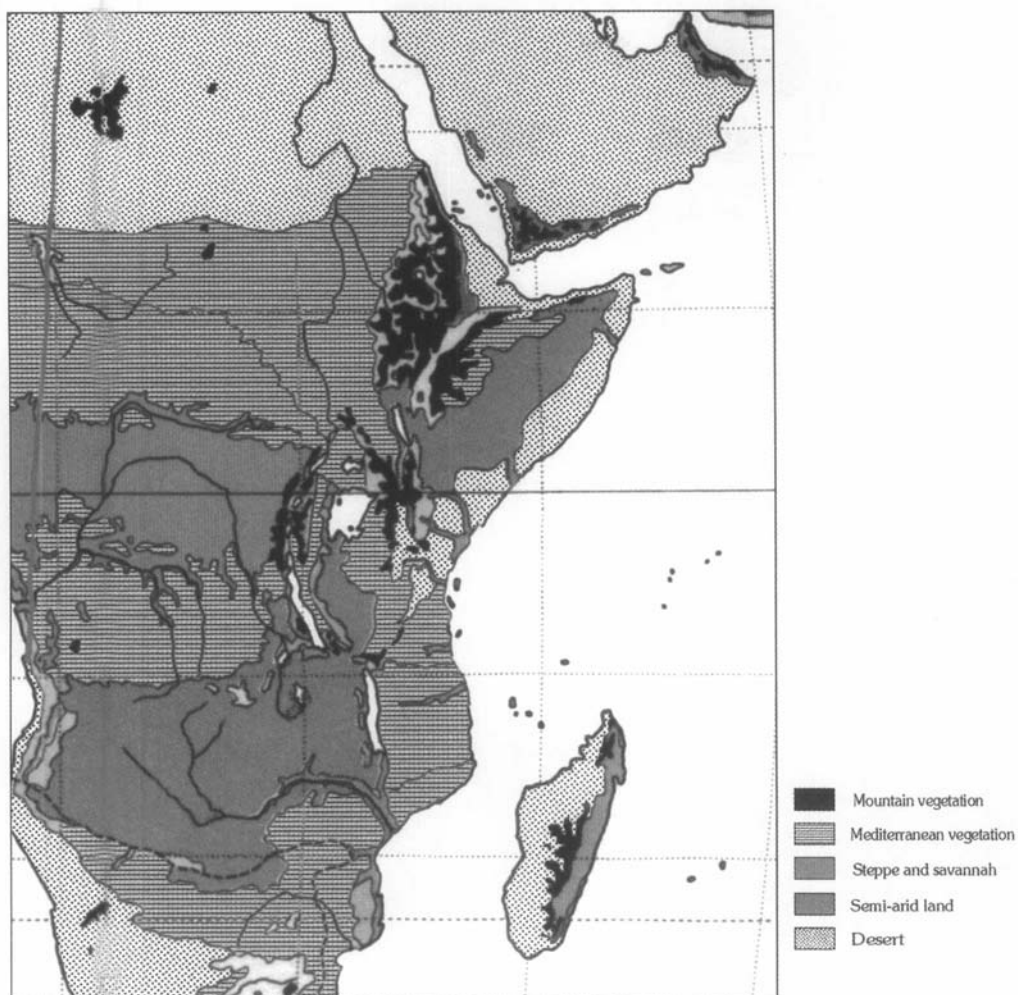 Mountain vegetation
Mediterranean vegetation
Steppe and savannah
Semi-arid land
Desert